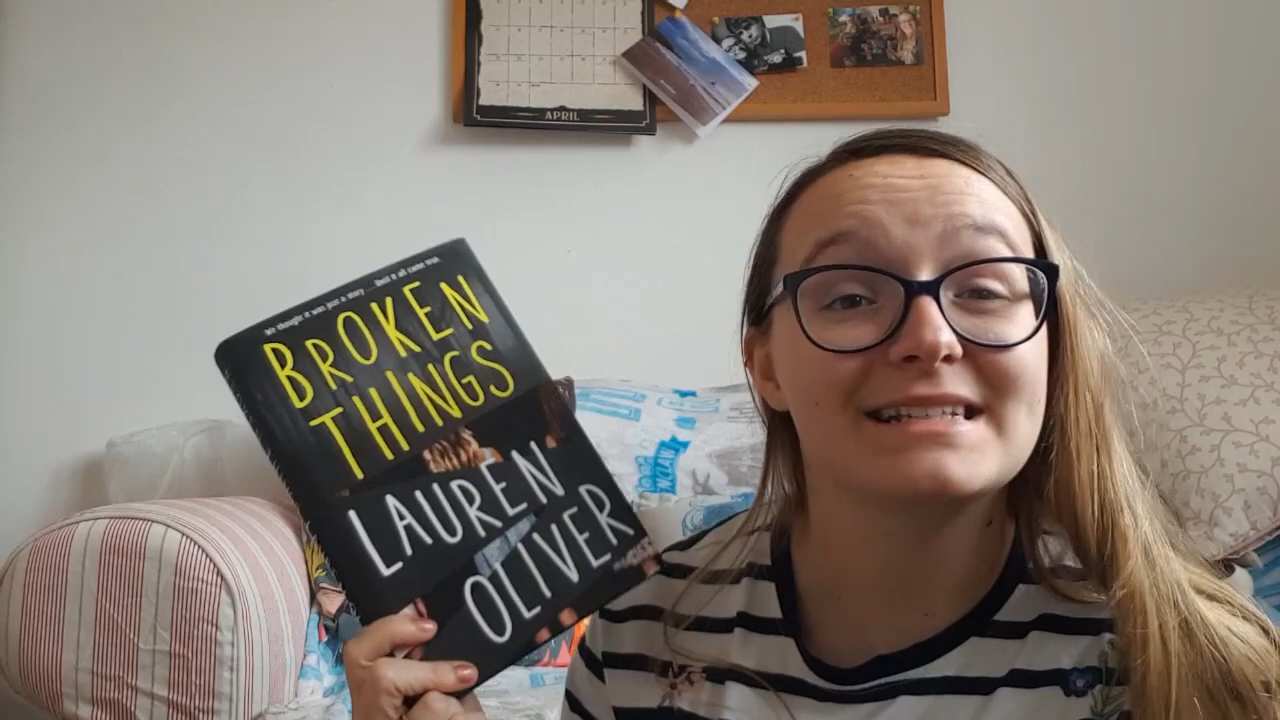 APRIL
We thought it was just a story ... then it all came true.
BROKEN
THINGS
LAUREN
OLIVER